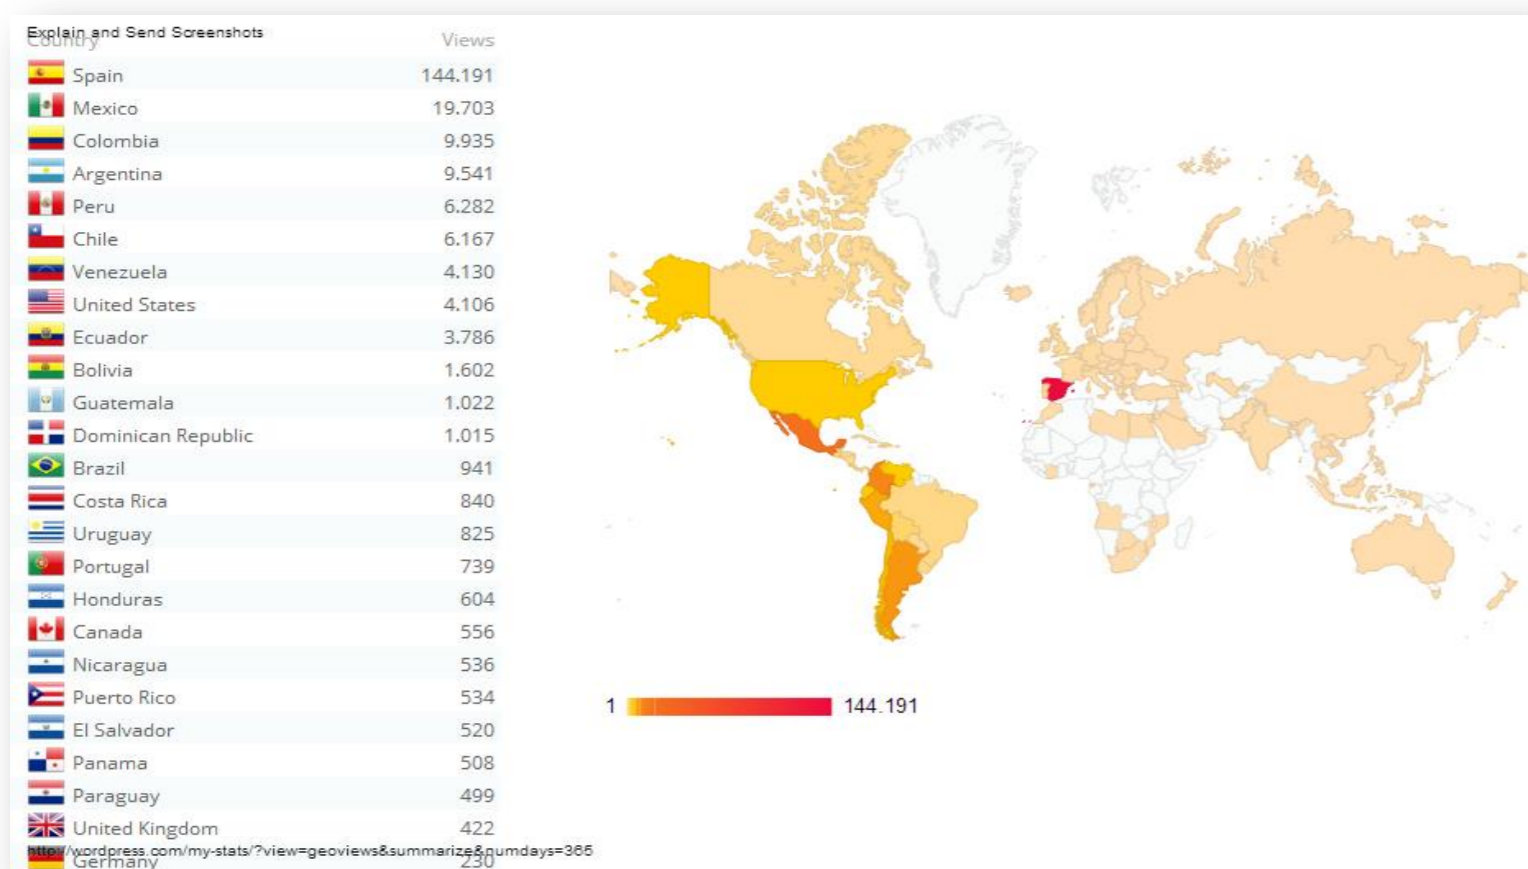 Explain and Send Screenshots
Country Views
Spain 144.191
Mexico 19.703
Colombia 9.935
Argentina 9.541
Peru 6.282
Chile 6.167
Venezuela 4.130
United States 4.106
Ecuador 3.786
Bolivia 1.602
Guatemala 1.022
Dominican Republic 1.015
Brazil 941
Costa Rica 840
Uruguay 825
Portugal 739
Honduras 604
Canada 556
Nicaragua 536
Puerto Rico 534
El Salvador 520
Panama 508
Paraguay 499
United Kingdom 422
http://wordpress.com/my-stats/?view=geoviews&summarize&numdays=365
Germany 230
1 144.191